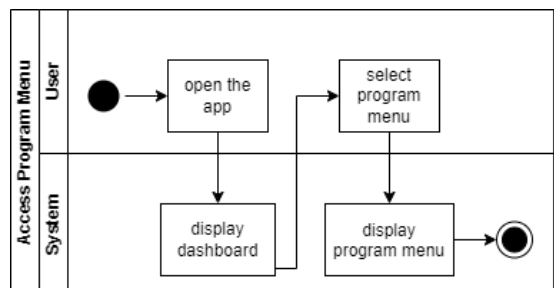 Access Program Menu
User
open the
app
select
program
menu
System
display
dashboard
display
program menu